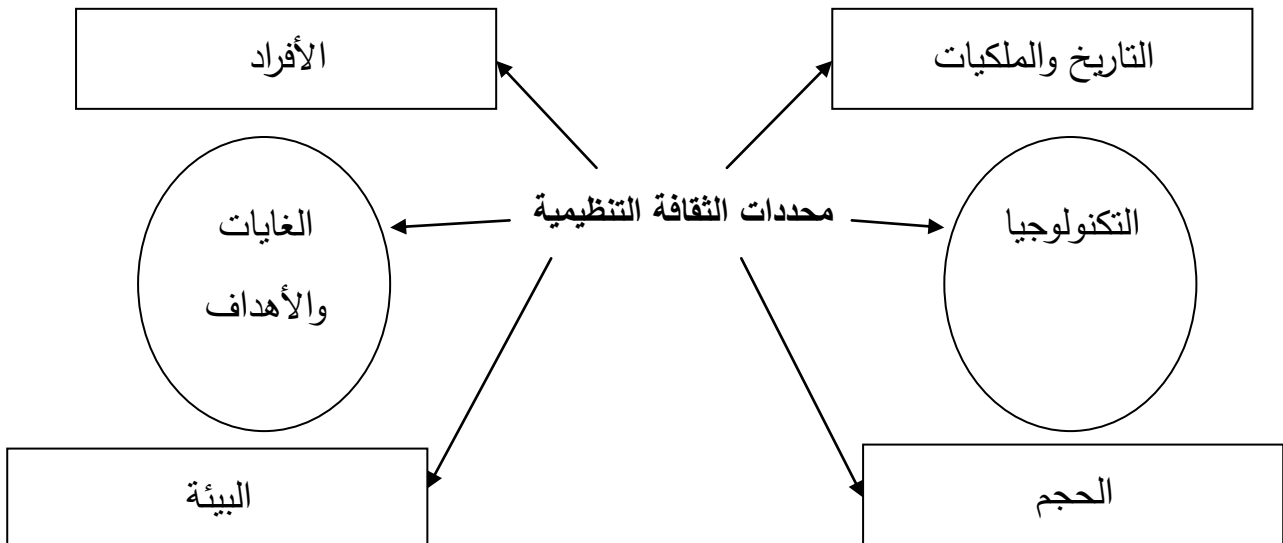 التاريخ والملكيات
الأفراد
محددات الثقافة التنظيمية
التكنولوجيا
الغايات
والأهداف
الحجم
البيئة